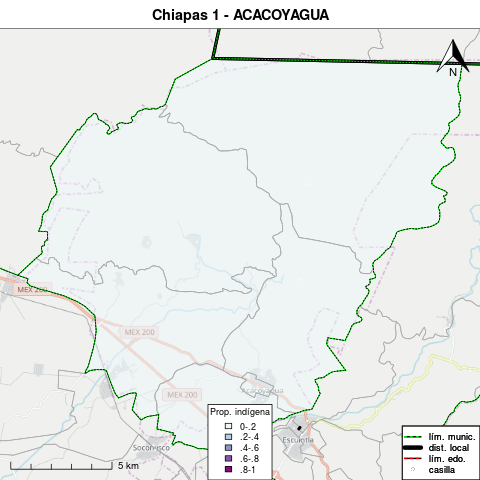 Chiapas 1 - ACACOYAGUA
N
MEX 200
MEX 200
MEX 200
Acacoyagua
Escuintla
Prop. indígena
0-.2
.2-.4
.4-.6
.6-.8
.8-1
lím. munic.
dist. local
lím. edo.
casilla
5 km